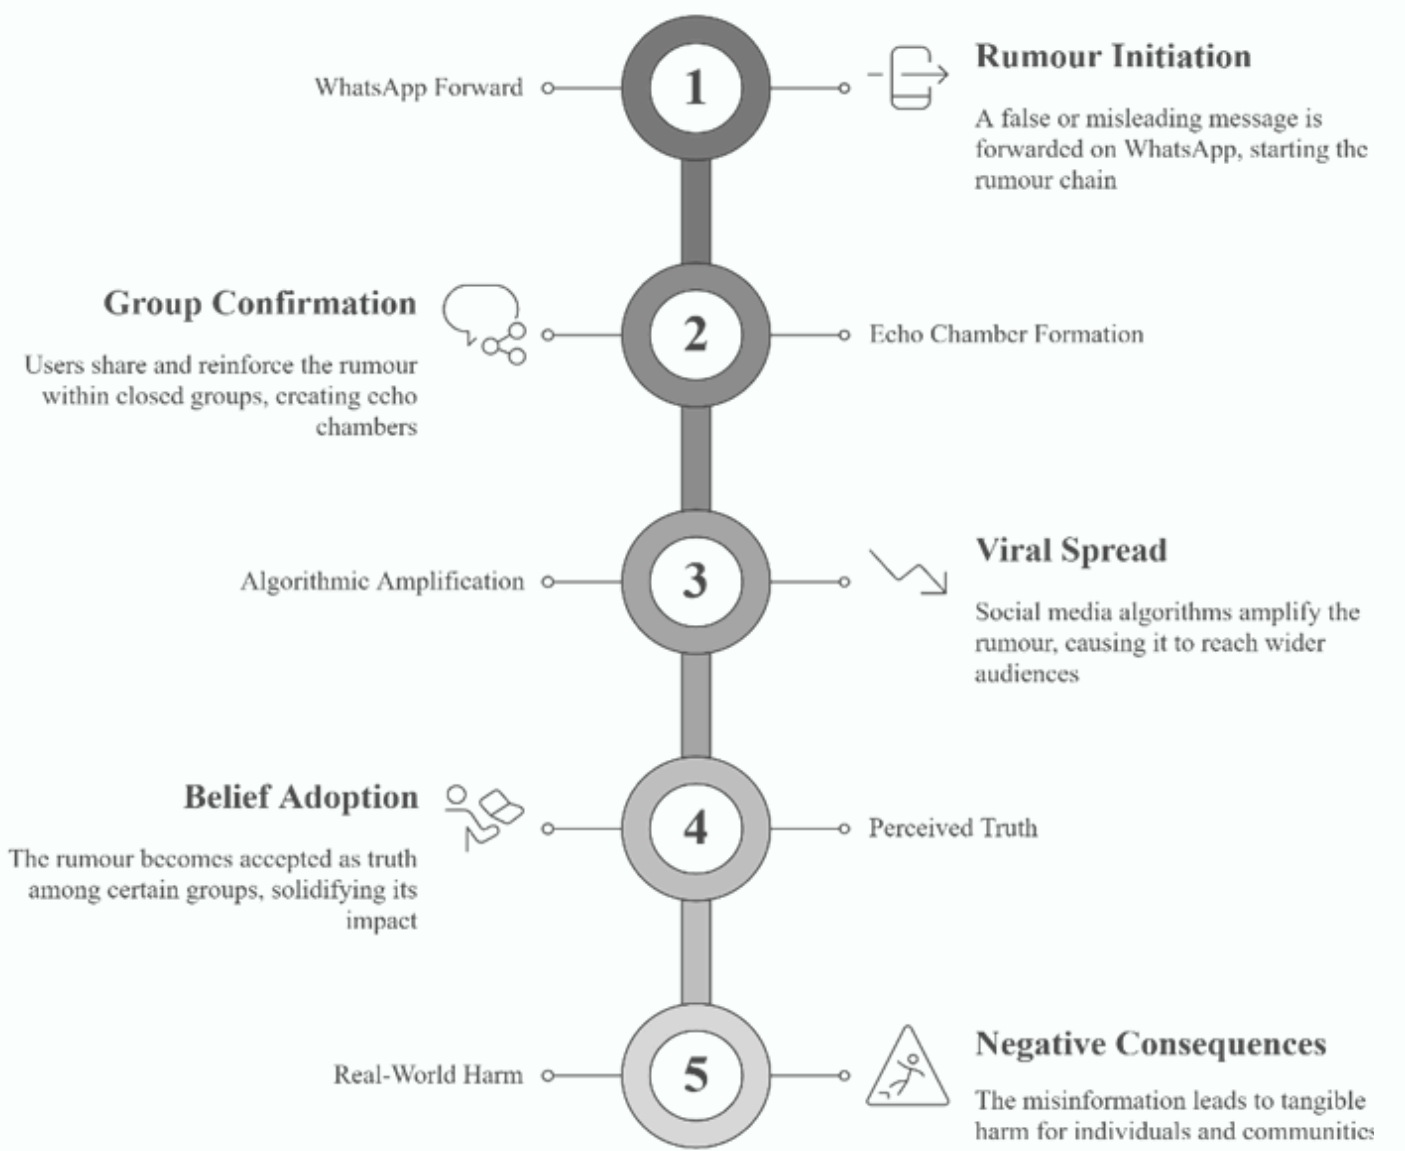 WhatsApp Forward
1
Rumour Initiation
A false or misleading message is
forwarded on WhatsApp, starting the
rumour chain
Group Confirmation
Users share and reinforce the rumour
within closed groups, creating echo
chambers
2
Echo Chamber Formation
Algorithmic Amplification
3
Viral Spread
Social media algorithms amplify the
rumour, causing it to reach wider
audiences
Belief Adoption
The rumour becomes accepted as truth
among certain groups, solidifying its
impact
4
Perceived Truth
Real-World Harm
5
Negative Consequences
The misinformation leads to tangible
harm for individuals and communities